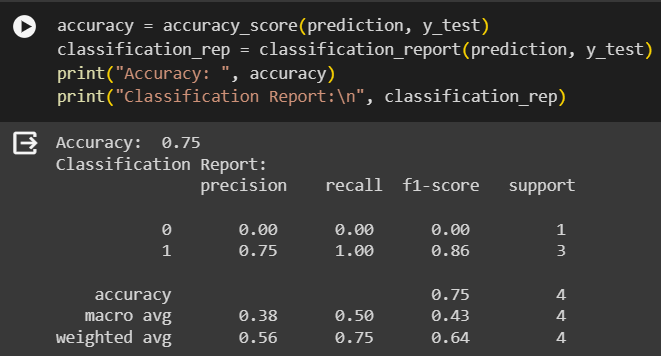 accuracy = accuracy_score(prediction, y_test)
classification_rep = classification_report(prediction, y_test)
print("Accuracy: ", accuracy)
print("Classification Report:\n", classification_rep)
Accuracy:  0.75
Classification Report:
              precision    recall  f1-score   support

           0       0.00      0.00      0.00         1
           1       0.75      1.00      0.86         3

    accuracy                           0.75         4
   macro avg       0.38      0.50      0.43         4
weighted avg       0.56      0.75      0.64         4